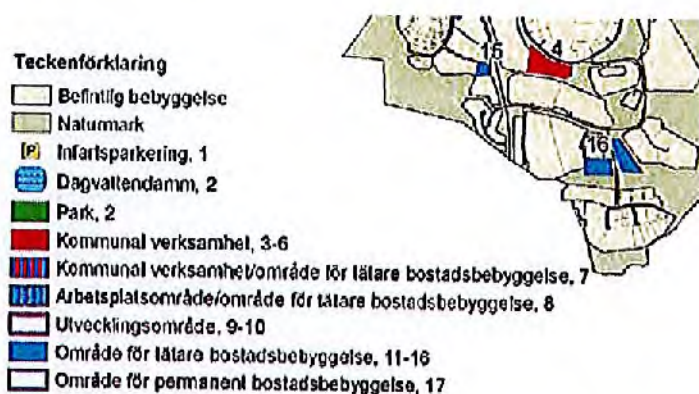 15
4
16
Teckenförklaring
Befintlig bebyggelse
Naturmark
P Infartsparkering, 1
Dagvattendamm, 2
Park, 2
Kommunal verksamhet, 3-6
Kommunal verksamhet/område för tätare bostadsbebyggelse, 7
Arbetsplatsområde/område för tätare bostadsbebyggelse, 8
Utvecklingsområde, 9-10
Område för tätare bostadsbebyggelse, 11-16
Område för permanent bostadsbebyggelse, 17